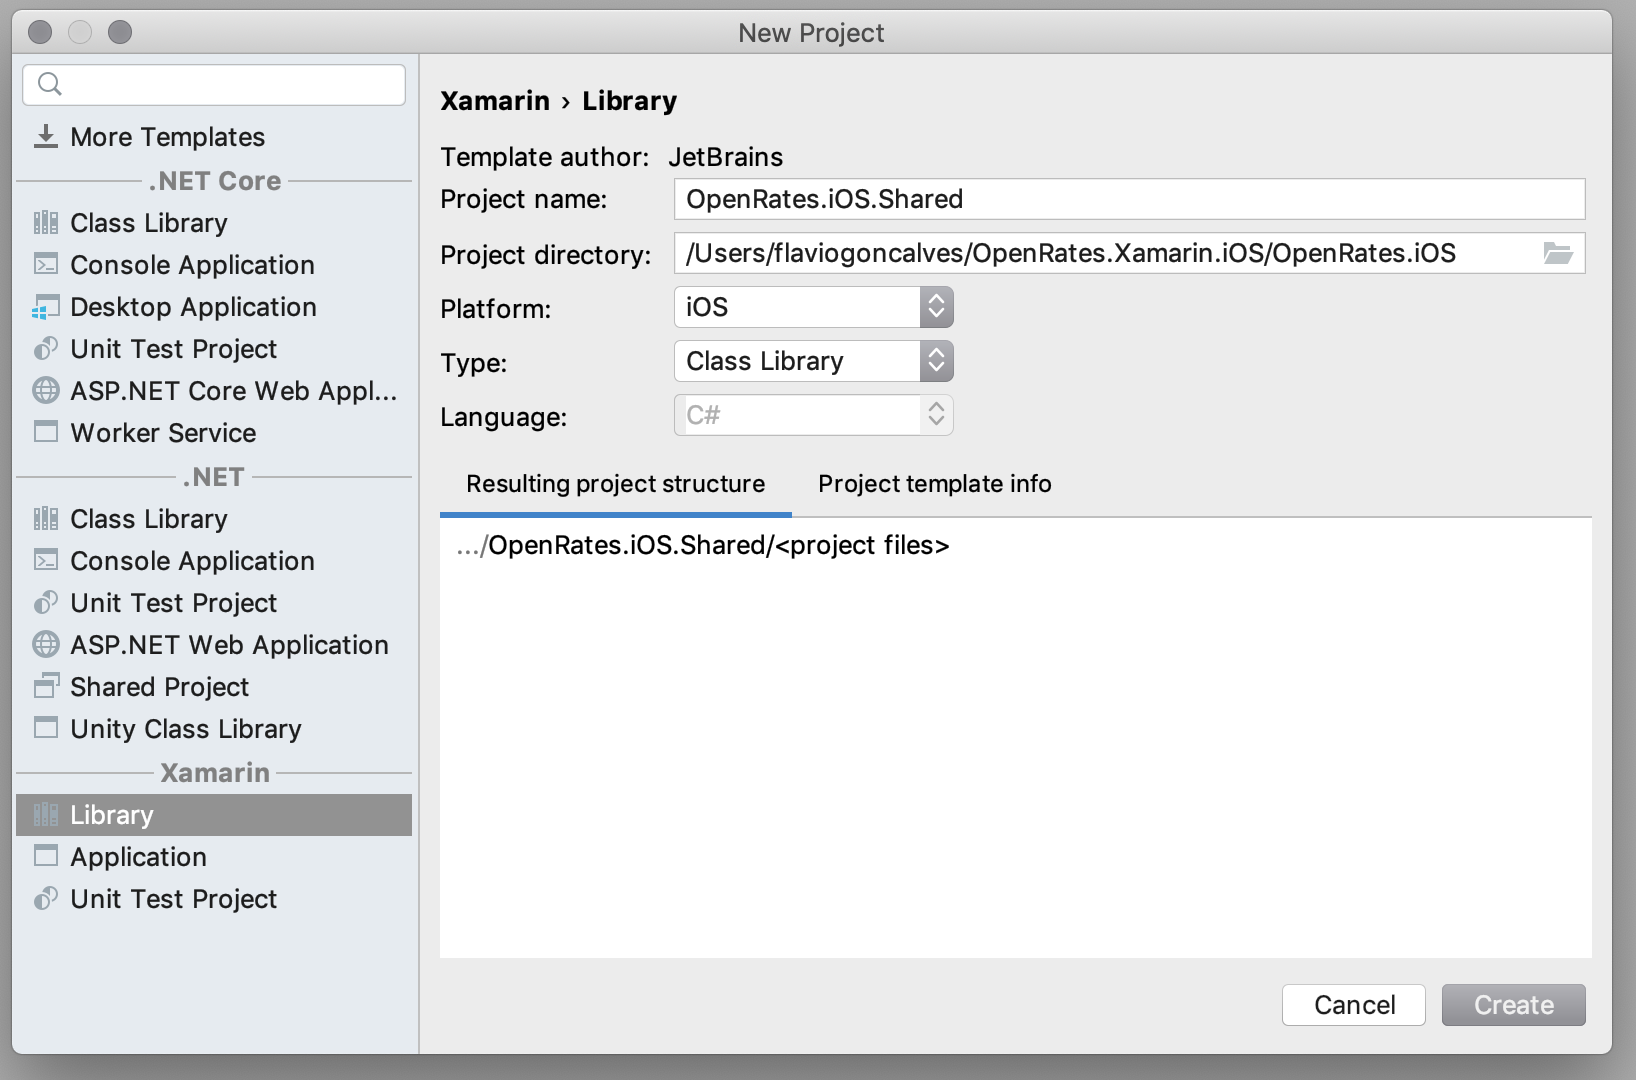 New Project
More Templates
.NET Core
Class Library
Console Application
Desktop Application
Unit Test Project
ASP.NET Core Web Appl...
Worker Service
.NET
Class Library
Console Application
Unit Test Project
ASP.NET Web Application
Shared Project
Unity Class Library
Xamarin
Library
Application
Unit Test Project
Xamarin › Library
Template author: JetBrains
Project name: OpenRates.iOS.Shared
Project directory: /Users/flaviogoncalves/OpenRates.Xamarin.iOS/OpenRates.iOS
Platform: iOS
Type: Class Library
Language: C#
Resulting project structure Project template info
.../OpenRates.iOS.Shared/<project files>
Cancel Create